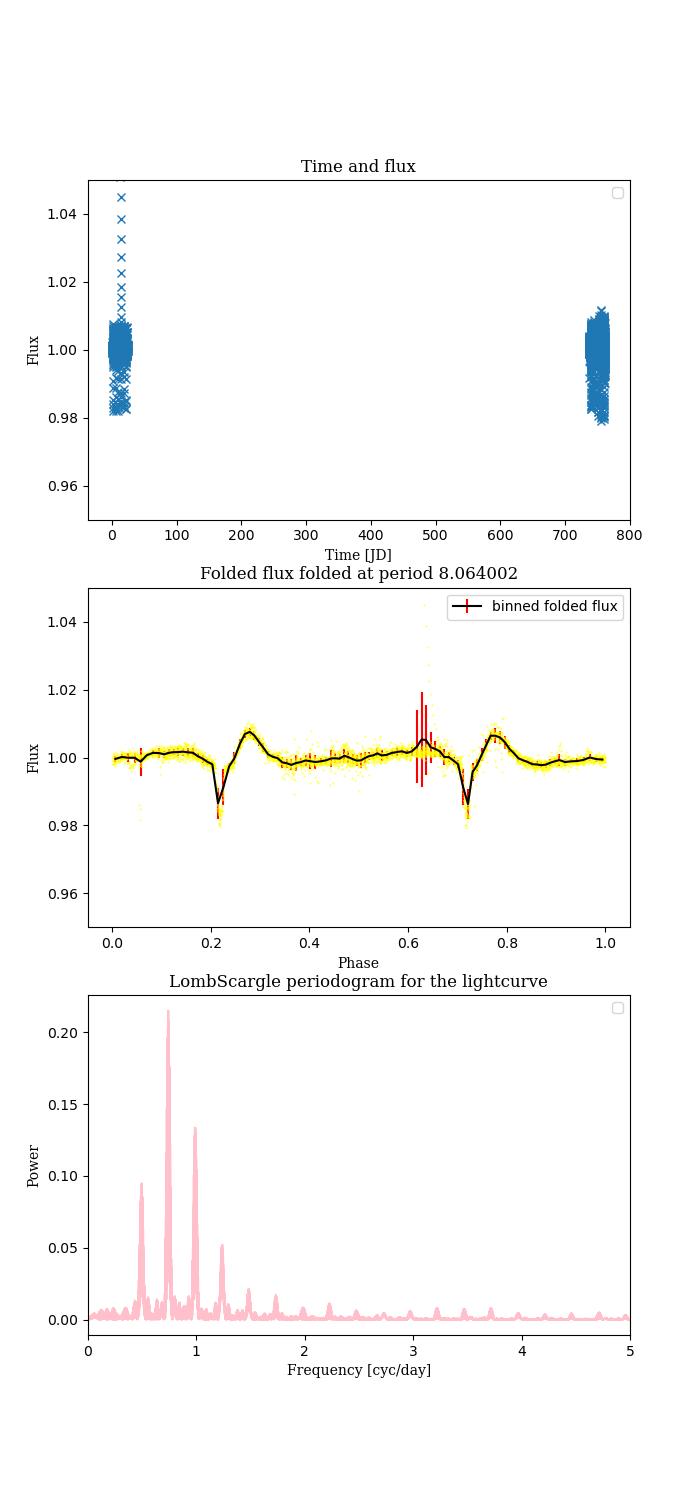 Time and flux
1.04
1.02
1.00
0.98
0.96
Flux
0 100 200 300 400 500 600 700 800
Time [JD]
Folded flux folded at period 8.064002
binned folded flux
1.04
1.02
1.00
0.98
0.96
Flux
0.0 0.2 0.4 0.6 0.8 1.0
Phase
LombScargle periodogram for the lightcurve
0.20
0.15
0.10
0.05
0.00
Power
0 1 2 3 4 5
Frequency [cyc/day]